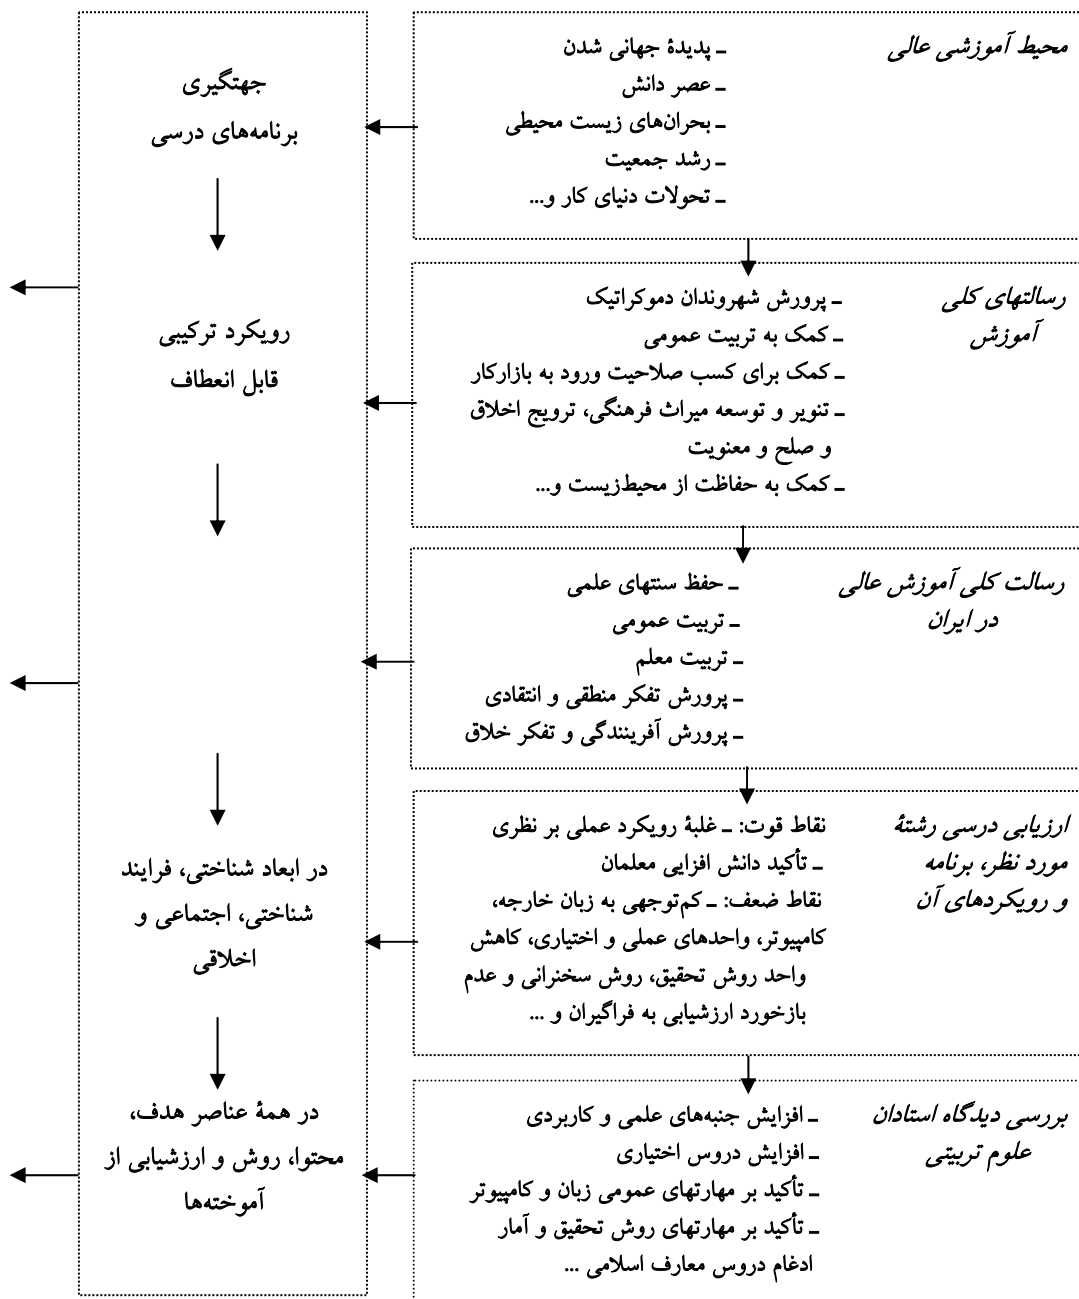 محیط آموزشی عالی
ـ پدیدهٔ جهانی شدن
ـ عصر دانش
ـ بحران‌های زیست محیطی
ـ رشد جمعیت
ـ تحولات دنیای کار و...
رسالتهای کلی
آموزش
ـ پرورش شهروندان دموکراتیک
ـ کمک به تربیت عمومی
ـ کمک برای کسب صلاحیت ورود به بازارکار
ـ تنویر و توسعه میراث فرهنگی، ترویج اخلاق
و صلح و معنویت
ـ کمک به حفاظت از محیط‌زیست و...
رسالت کلی آموزش عالی
در ایران
ـ حفظ سنتهای علمی
ـ تربیت عمومی
ـ تربیت معلم
ـ پرورش تفکر منطقی و انتقادی
ـ پرورش آفرینندگی و تفکر خلاق
ارزیابی درسی رشتهٔ
مورد نظر، برنامه
و رویکردهای آن
نقاط قوت: ـ غلبهٔ رویکرد عملی بر نظری
ـ تأکید دانش افزایی معلمان
نقاط ضعف: ـ کم‌توجهی به زبان خارجه،
کامپیوتر، واحدهای عملی و اختیاری، کاهش
واحد روش تحقیق، روش سخنرانی و عدم
بازخورد ارزشیابی به فراگیران و ...
بررسی دیدگاه استادان
علوم تربیتی
ـ افزایش جنبه‌های علمی و کاربردی
ـ افزایش دروس اختیاری
ـ تأکید بر مهارتهای عمومی زبان و کامپیوتر
ـ تأکید بر مهارتهای روش تحقیق و آمار
ادغام دروس معارف اسلامی ...
جهتگیری
برنامه‌های درسی
رویکرد ترکیبی
قابل انعطاف
در ابعاد شناختی، فرایند
شناختی، اجتماعی و
اخلاقی
در همهٔ عناصر هدف،
محتوا، روش و ارزشیابی از
آموخته‌ها